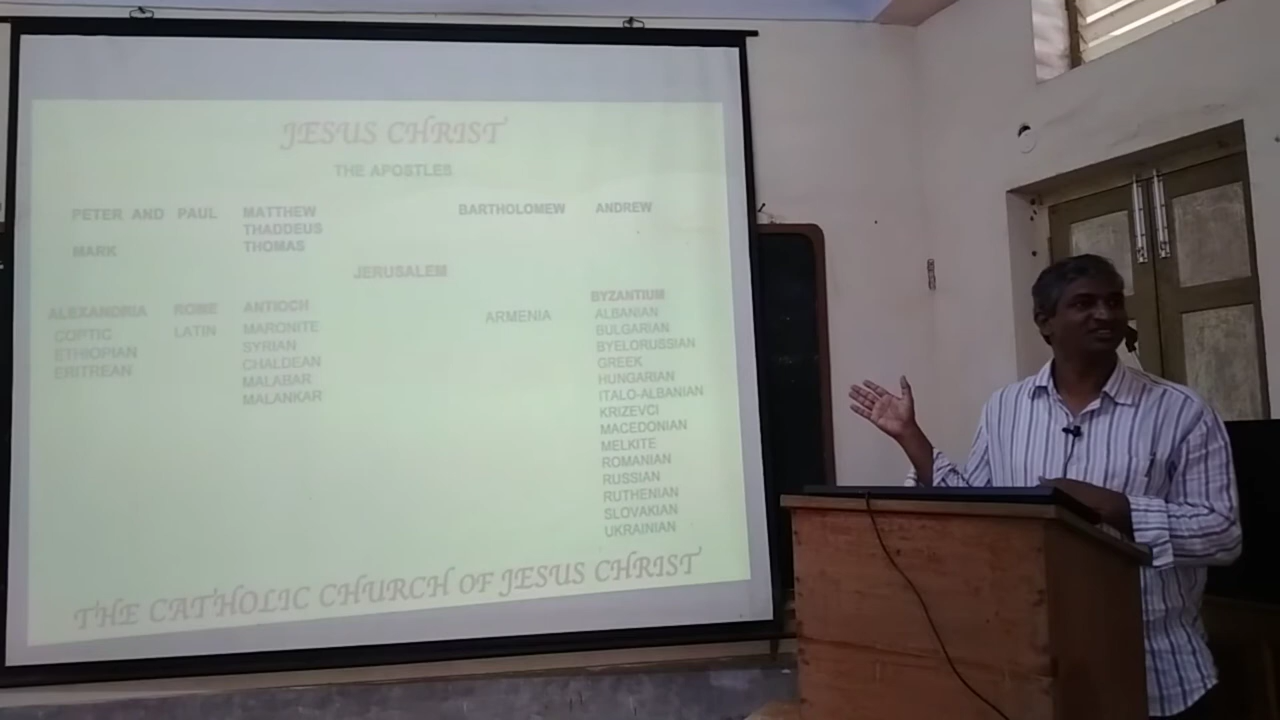 JESUS CHRIST
THE APOSTLES
PETER AND PAUL MATTHEW BARTHOLOMEW ANDREW
THADDEUS
MARK THOMAS
JERUSALEM
BYZANTIUM
ALEXANDRIA ROME ANTIOCH ARMENIA ALBANIAN
COPTIC LATIN MARONITE BULGARIAN
ETHIOPIAN SYRIAN BYELORUSSIAN
ERITREAN CHALDEAN GREEK
MALABAR HUNGARIAN
MALANKAR ITALO-ALBANIAN
KRIZEVCI
MACEDONIAN
MELKITE
ROMANIAN
RUSSIAN
RUTHENIAN
SLOVAKIAN
UKRAINIAN
THE CATHOLIC CHURCH OF JESUS CHRIST